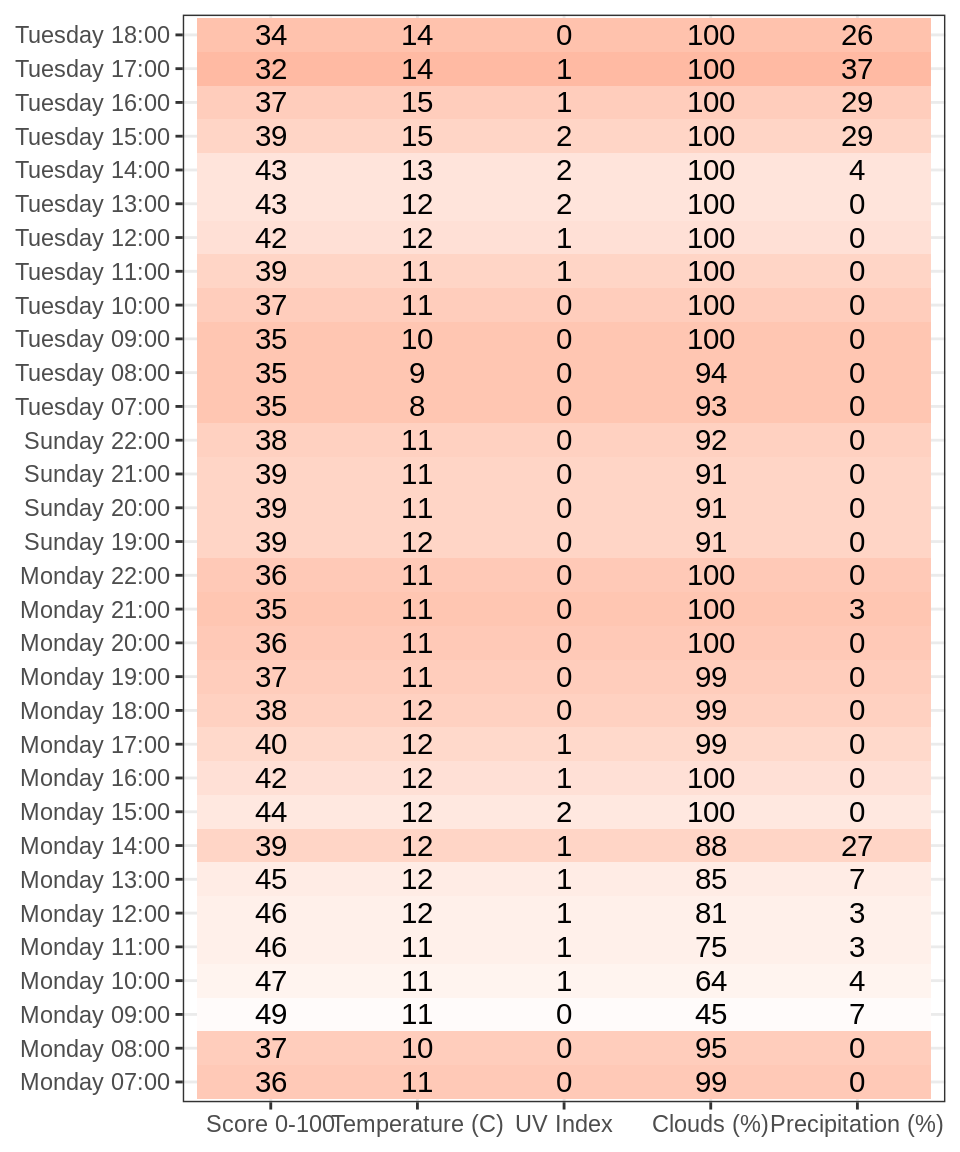 Tuesday 18:00 34 14 0 100 26
Tuesday 17:00 32 14 1 100 37
Tuesday 16:00 37 15 1 100 29
Tuesday 15:00 39 15 2 100 29
Tuesday 14:00 43 13 2 100 4
Tuesday 13:00 43 12 2 100 0
Tuesday 12:00 42 12 1 100 0
Tuesday 11:00 39 11 1 100 0
Tuesday 10:00 37 11 0 100 0
Tuesday 09:00 35 10 0 100 0
Tuesday 08:00 35 9 0 94 0
Tuesday 07:00 35 8 0 93 0
Sunday 22:00 38 11 0 92 0
Sunday 21:00 39 11 0 91 0
Sunday 20:00 39 11 0 91 0
Sunday 19:00 39 12 0 91 0
Monday 22:00 36 11 0 100 0
Monday 21:00 35 11 0 100 3
Monday 20:00 36 11 0 100 0
Monday 19:00 37 11 0 99 0
Monday 18:00 38 12 0 99 0
Monday 17:00 40 12 1 99 0
Monday 16:00 42 12 1 100 0
Monday 15:00 44 12 2 100 0
Monday 14:00 39 12 1 88 27
Monday 13:00 45 12 1 85 7
Monday 12:00 46 12 1 81 3
Monday 11:00 46 11 1 75 3
Monday 10:00 47 11 1 64 4
Monday 09:00 49 11 0 45 7
Monday 08:00 37 10 0 95 0
Monday 07:00 36 11 0 99 0
Score 0-100 Temperature (C) UV Index Clouds (%) Precipitation (%)